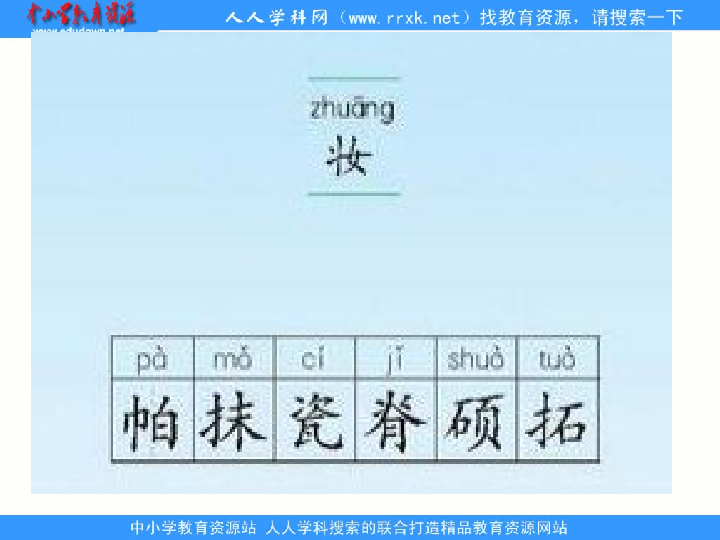 中小学教育资源
www.edudown.net
人人学科网（www.rrxk.net）找教育资源，请搜索一下
zhuāng
妆
pà mǒ cí jǐ shuò tuò
帕 抹 瓷 脊 硕 拓
中小学教育资源站 人人学科搜索的联合打造精品教育资源网站